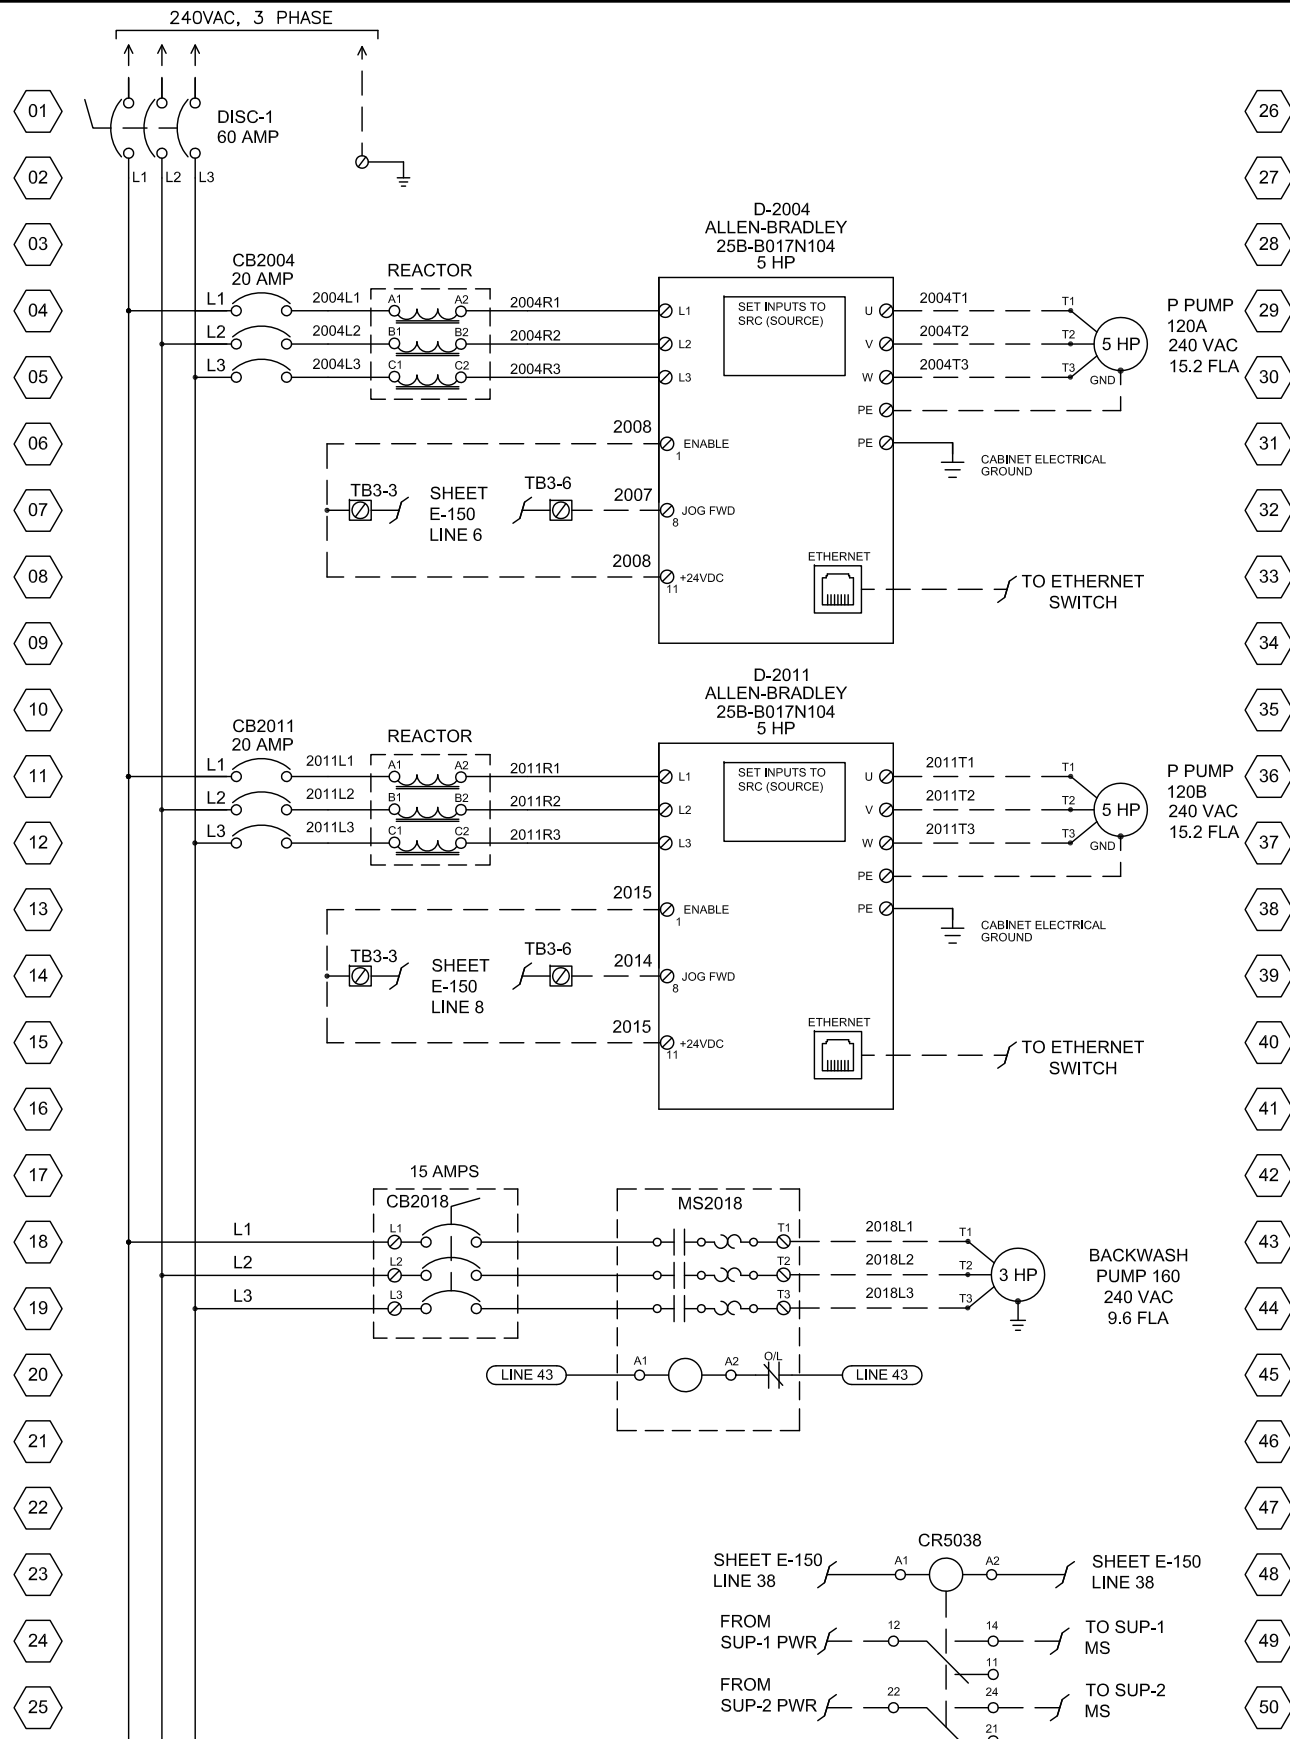 240VAC, 3 PHASE
01
DISC-1
60 AMP
26
02
L1 L2 L3
27
D-2004
ALLEN-BRADLEY
25B-B017N104
5 HP
03
28
CB2004
20 AMP
REACTOR
04
L1 2004L1 A1 A2 2004R1 L1
SET INPUTS TO
SRC (SOURCE)
U 2004T1 T1
P PUMP
120A
240 VAC
15.2 FLA
29
L2 2004L2 B1 B2 2004R2 L2 V 2004T2 T2 5 HP
05
L3 2004L3 C1 C2 2004R3 L3 W 2004T3 T3 GND
30
PE
06
2008 ENABLE
1
PE
CABINET ELECTRICAL
GROUND
31
07
TB3-3
SHEET
E-150
LINE 6
TB3-6
2007 JOG FWD
8
32
08
2008 +24VDC
11
ETHERNET
TO ETHERNET
SWITCH
33
09
34
D-2011
ALLEN-BRADLEY
25B-B017N104
5 HP
10
35
CB2011
20 AMP
REACTOR
11
L1 2011L1 A1 A2 2011R1 L1
SET INPUTS TO
SRC (SOURCE)
U 2011T1 T1
P PUMP
120B
240 VAC
15.2 FLA
36
L2 2011L2 B1 B2 2011R2 L2 V 2011T2 T2 5 HP
12
L3 2011L3 C1 C2 2011R3 L3 W 2011T3 T3 GND
37
PE
13
2015 ENABLE
1
PE
CABINET ELECTRICAL
GROUND
38
14
TB3-3
SHEET
E-150
LINE 8
TB3-6
2014 JOG FWD
8
39
15
2015 +24VDC
11
ETHERNET
TO ETHERNET
SWITCH
40
16
41
17
15 AMPS
CB2018
MS2018
42
18
L1 L1 T1 2018L1 T1
43
L2 L2 T2 2018L2 T2 3 HP
BACKWASH
PUMP 160
240 VAC
9.6 FLA
19
L3 L3 T3 2018L3 T3
44
20
LINE 43 A1 A2 O/L LINE 43
45
21
46
22
47
CR5038
23
SHEET E-150
LINE 38
A1 A2
SHEET E-150
LINE 38
48
24
FROM
SUP-1 PWR
12 14
11
TO SUP-1
MS
49
25
FROM
SUP-2 PWR
22 24
21
TO SUP-2
MS
50